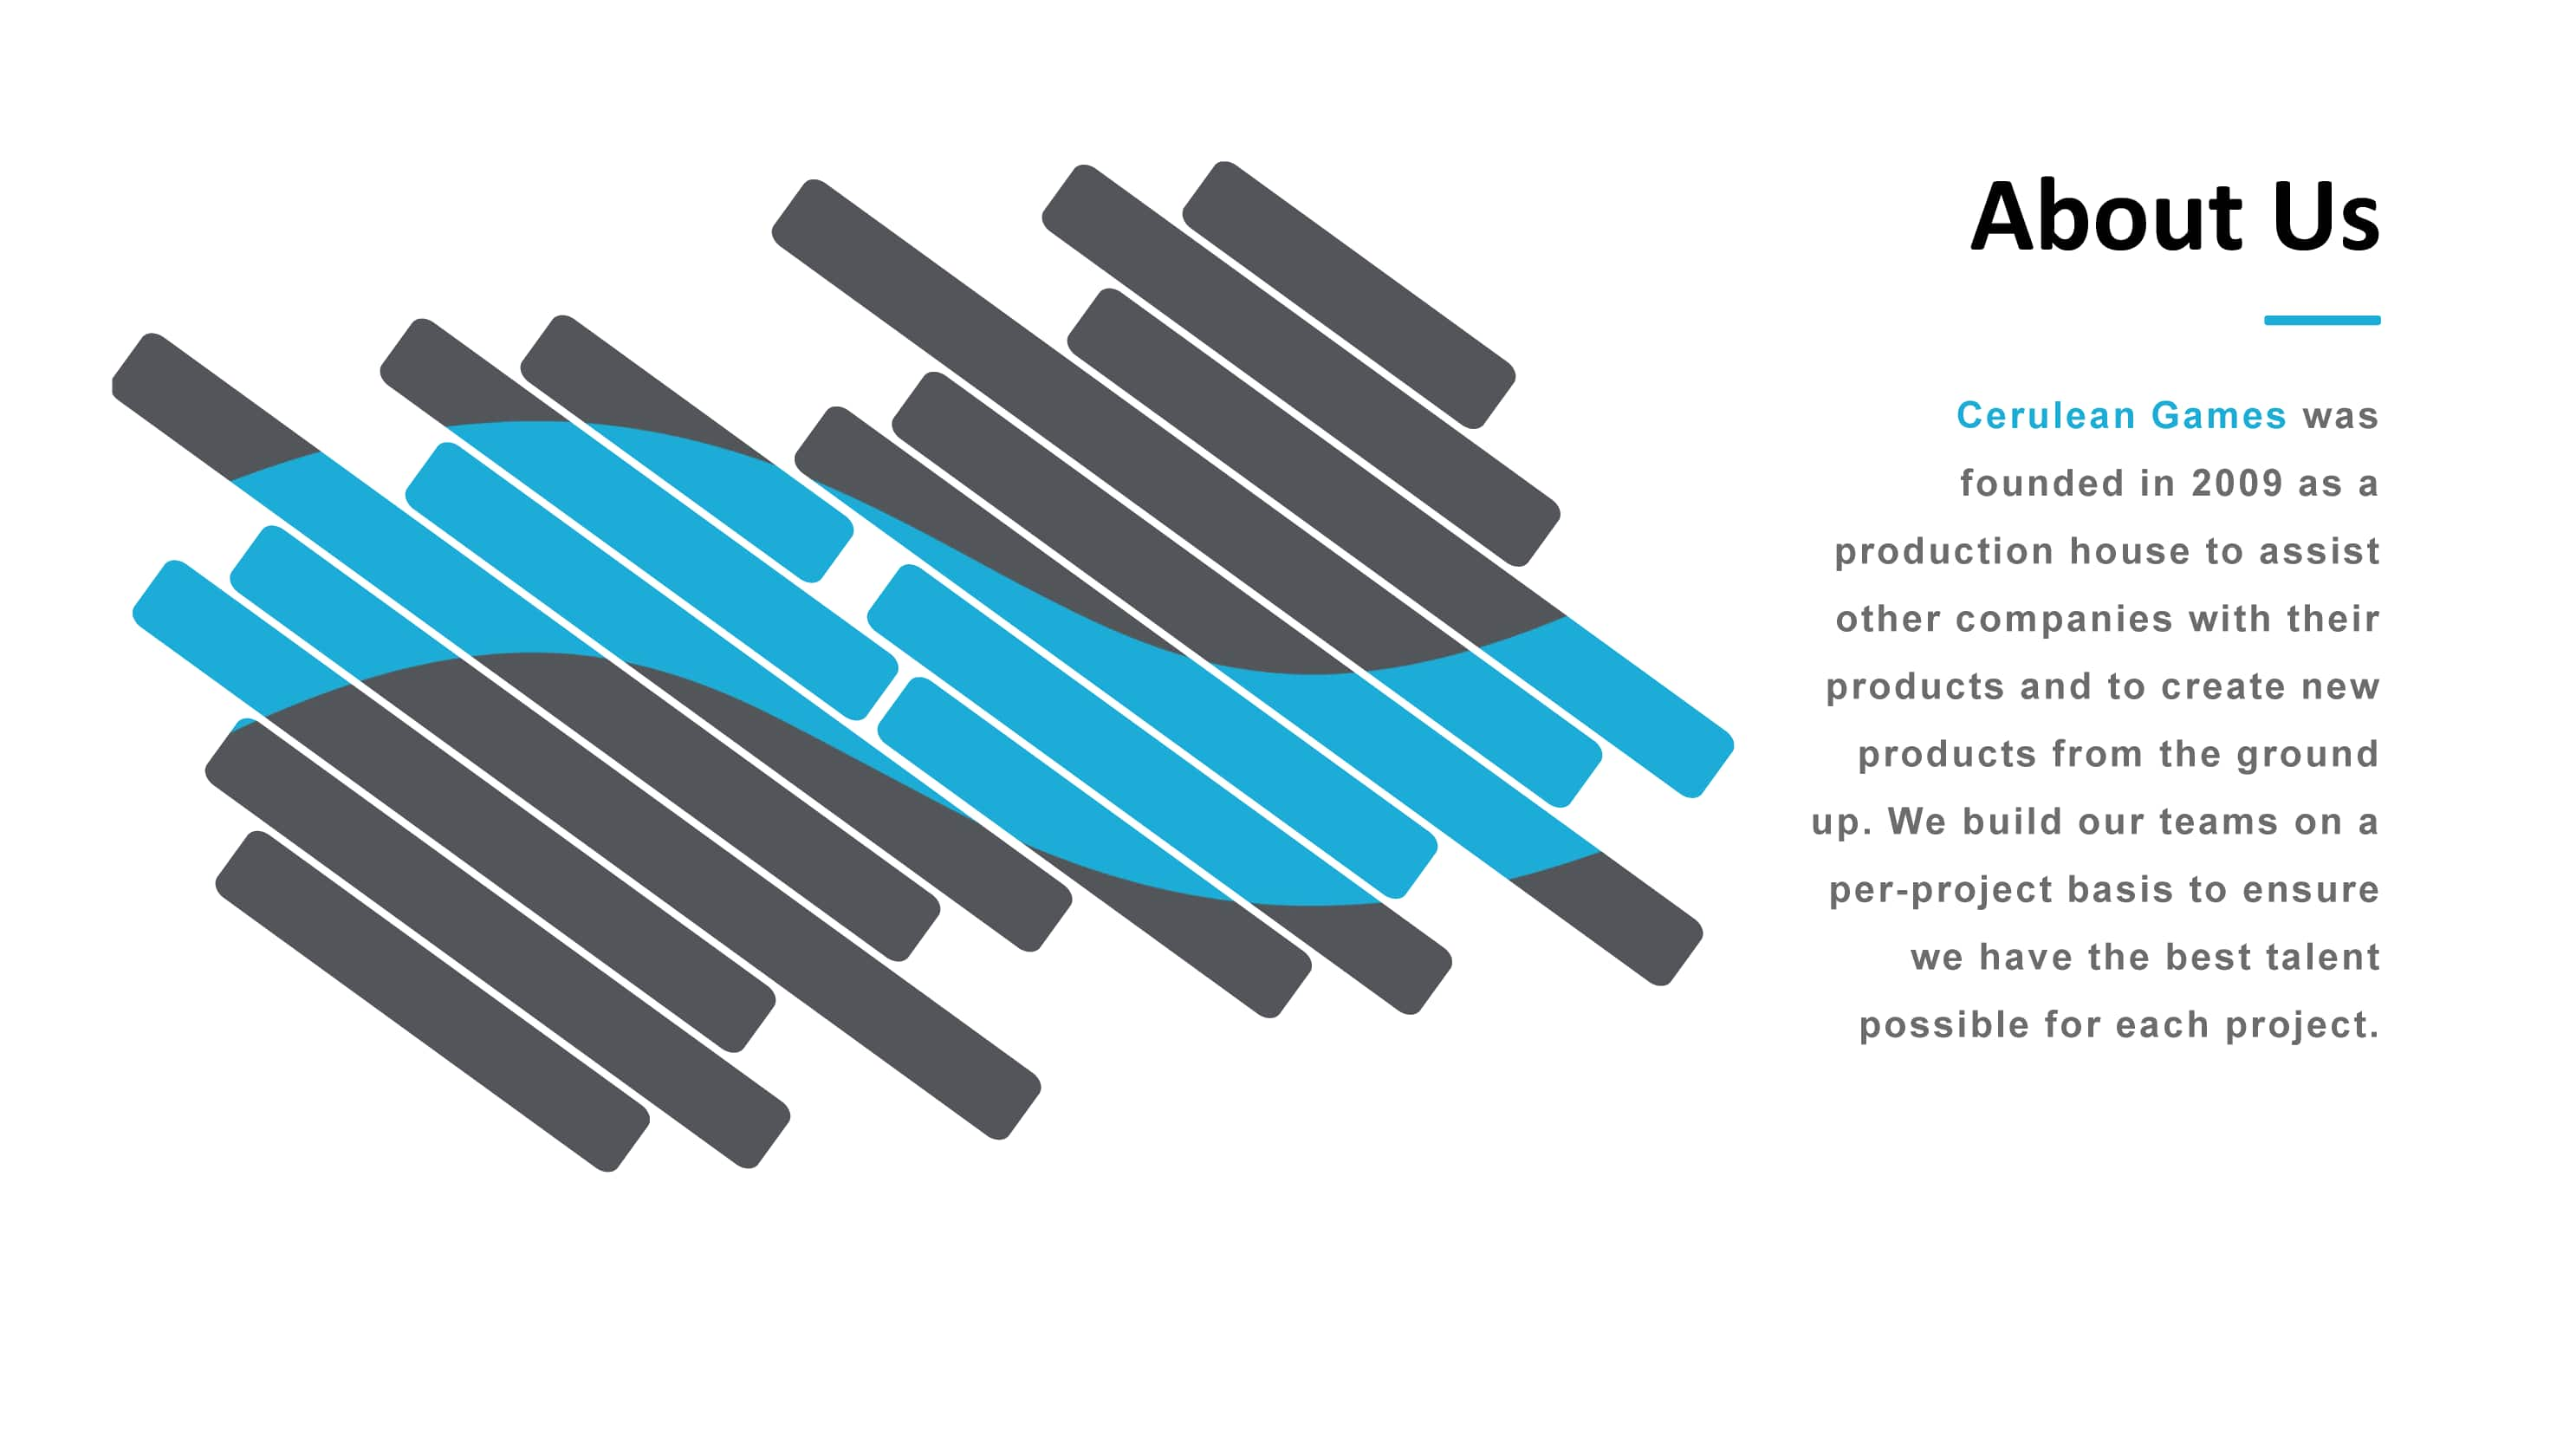 About Us
Cerulean Games was
founded in 2009 as a
production house to assist
other companies with their
products and to create new
products from the ground
up. We build our teams on a
per-project basis to ensure
we have the best talent
possible for each project.